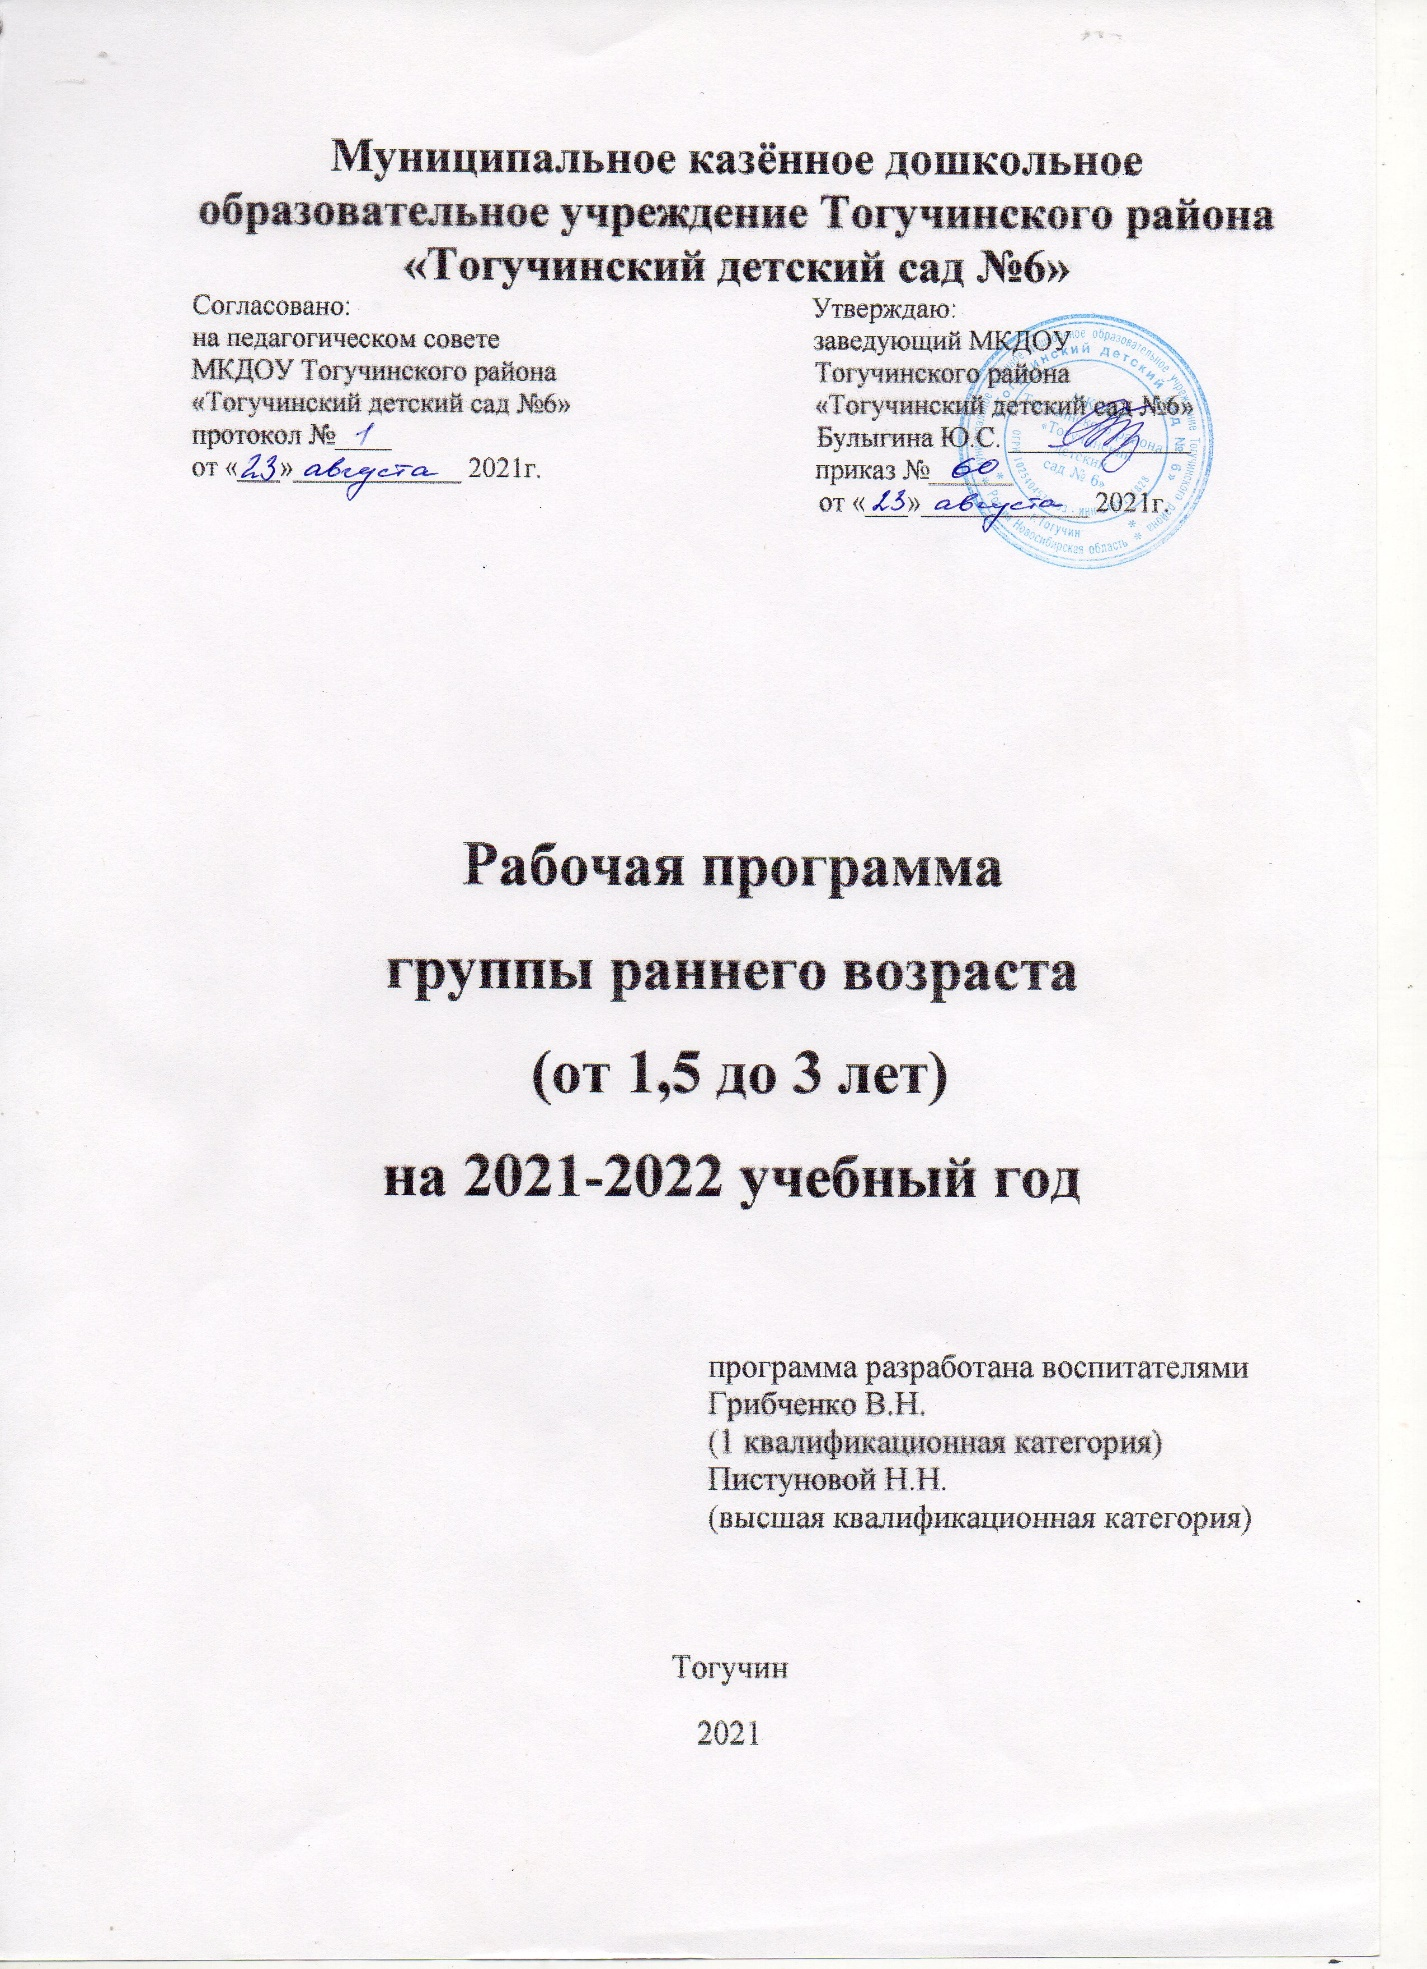 Муниципальное казённое дошкольное
образовательное учреждение Тогучинского района
«Тогучинский детский сад №6»
Согласовано:
на педагогическом совете
МКДОУ Тогучинского района
«Тогучинский детский сад №6»
протокол № 1
от «23» августа 2021г.
Утверждаю:
заведующий МКДОУ
Тогучинского района
«Тогучинский детский сад №6»
Булыгина Ю.С.
приказ № 60
от «23» августа 2021г.
Рабочая программа
группы раннего возраста
(от 1,5 до 3 лет)
на 2021-2022 учебный год
программа разработана воспитателями
Грибченко В.Н.
(1 квалификационная категория)
Пистуновой Н.Н.
(высшая квалификационная категория)
Тогучин
2021